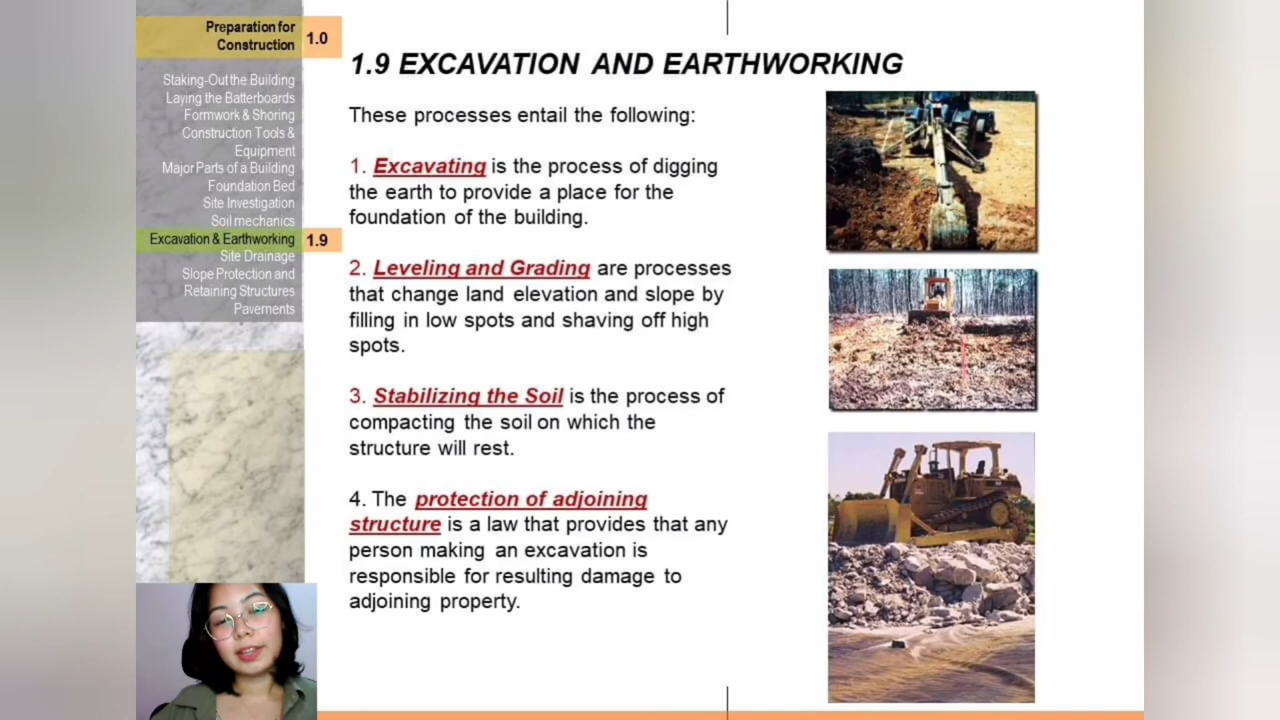 Preparation for
Construction
1.0
Staking-Out the Building
Laying the Batterboards
Formwork & Shoring
Construction Tools &
Equipment
Major Parts of a Building
Foundation Bed
Site Investigation
Soil mechanics
Excavation & Earthworking
1.9
Site Drainage
Slope Protection and
Retaining Structures
Pavements
1.9 EXCAVATION AND EARTHWORKING
These processes entail the following:
1. Excavating is the process of digging
the earth to provide a place for the
foundation of the building.
2. Leveling and Grading are processes
that change land elevation and slope by
filling in low spots and shaving off high
spots.
3. Stabilizing the Soil is the process of
compacting the soil on which the
structure will rest.
4. The protection of adjoining
structure is a law that provides that any
person making an excavation is
responsible for resulting damage to
adjoining property.